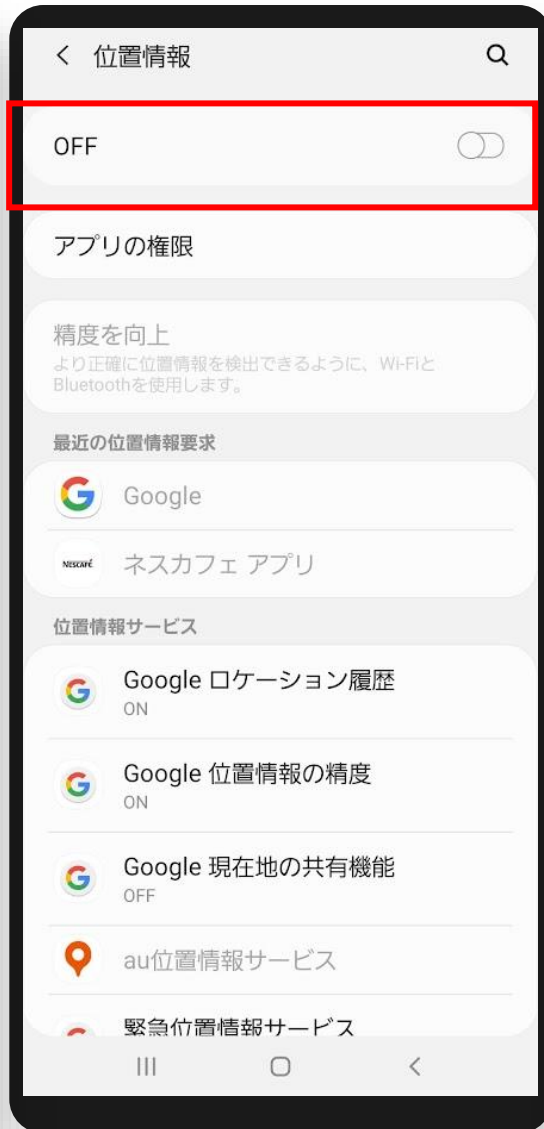 位置情報
OFF
アプリの権限
精度を向上
より正確に位置情報を検出できるように、Wi-Fiと
Bluetoothを使用します。
最近の位置情報要求
Google
NESCAFÉ
ネスカフェ アプリ
位置情報サービス
Google ロケーション履歴
ON
Google 位置情報の精度
ON
Google 現在地の共有機能
OFF
au位置情報サービス
緊急位置情報サービス